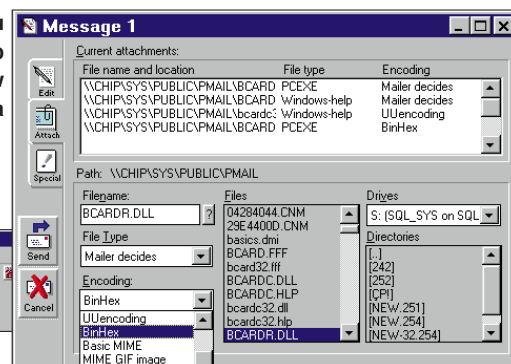 Message 1
Current attachments:
File name and location File type Encoding
\\CHIP\SYS\PUBLIC\PMAIL\BCARD PCEXE Mailer decides
\\CHIP\SYS\PUBLIC\PMAIL\BCARD Windows-help Mailer decides
\\CHIP\SYS\PUBLIC\PMAIL\bcardc3 Windows-help UUencoding
\\CHIP\SYS\PUBLIC\PMAIL\BCARD PCEXE BinHex
Edit
Attach
Special
Send
Cancel
Path: \\CHIP\SYS\PUBLIC\PMAIL
Filename:
BCARDR.DLL
?
File Type
Mailer decides
Encoding:
BinHex
UUencoding
BinHex
Basic MIME
MIME GIF image
Files
04284044.CNM
29E4400D.CNM
basics.dmi
BCARD.FFF
bcard32.fff
BCARDC.DLL
BCARDC.HLP
bcardc32.dll
bcardc32.hlp
BCARDR.DLL
Drives
S: (SQL_SYS on SQL
Directories
[..]
[242]
[252]
[ÇP!]
[NEW.251]
[NEW-254]
[NEW-32.254]